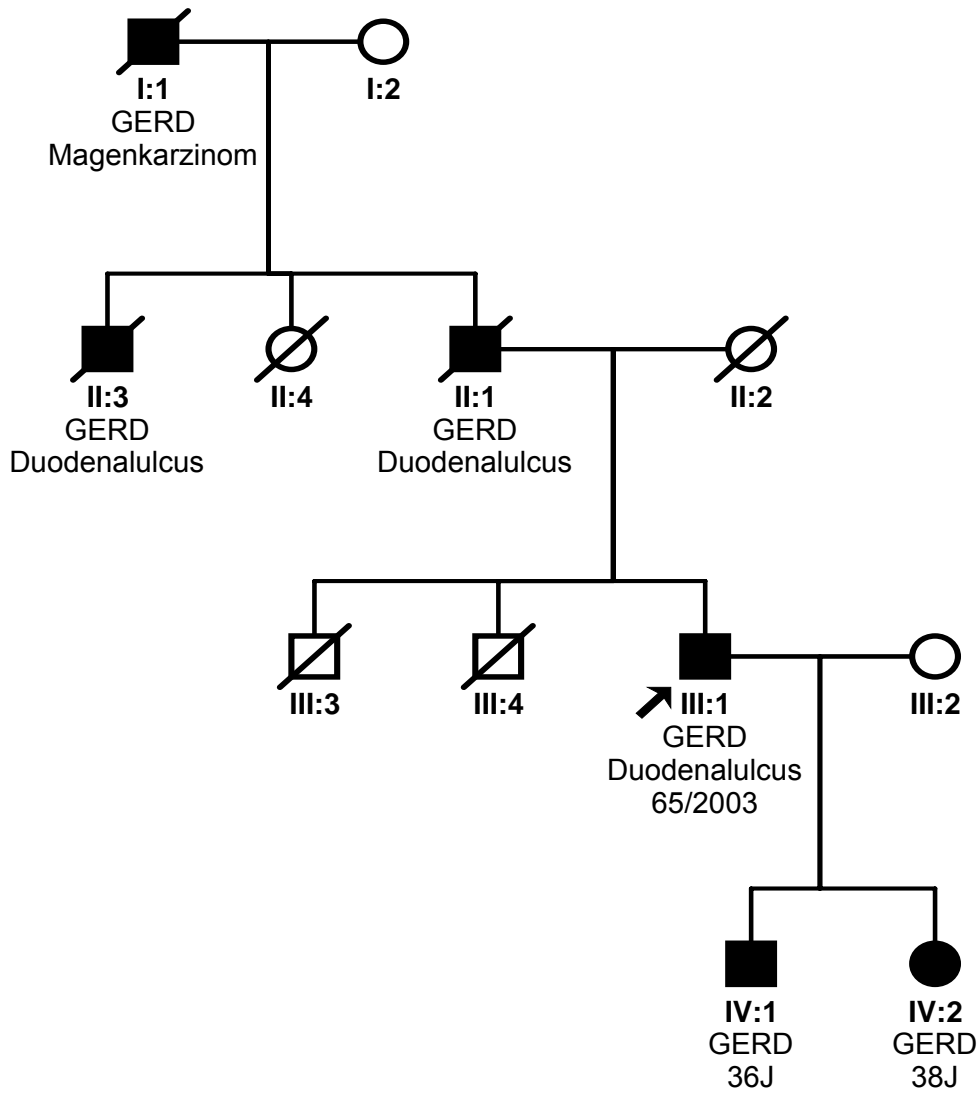 I:1
GERD
Magenkarzinom
I:2
II:3
GERD
Duodenalulcus
II:4
II:1
GERD
Duodenalulcus
II:2
III:3
III:4
III:1
GERD
Duodenalulcus
65/2003
III:2
IV:1
GERD
36J
IV:2
GERD
38J